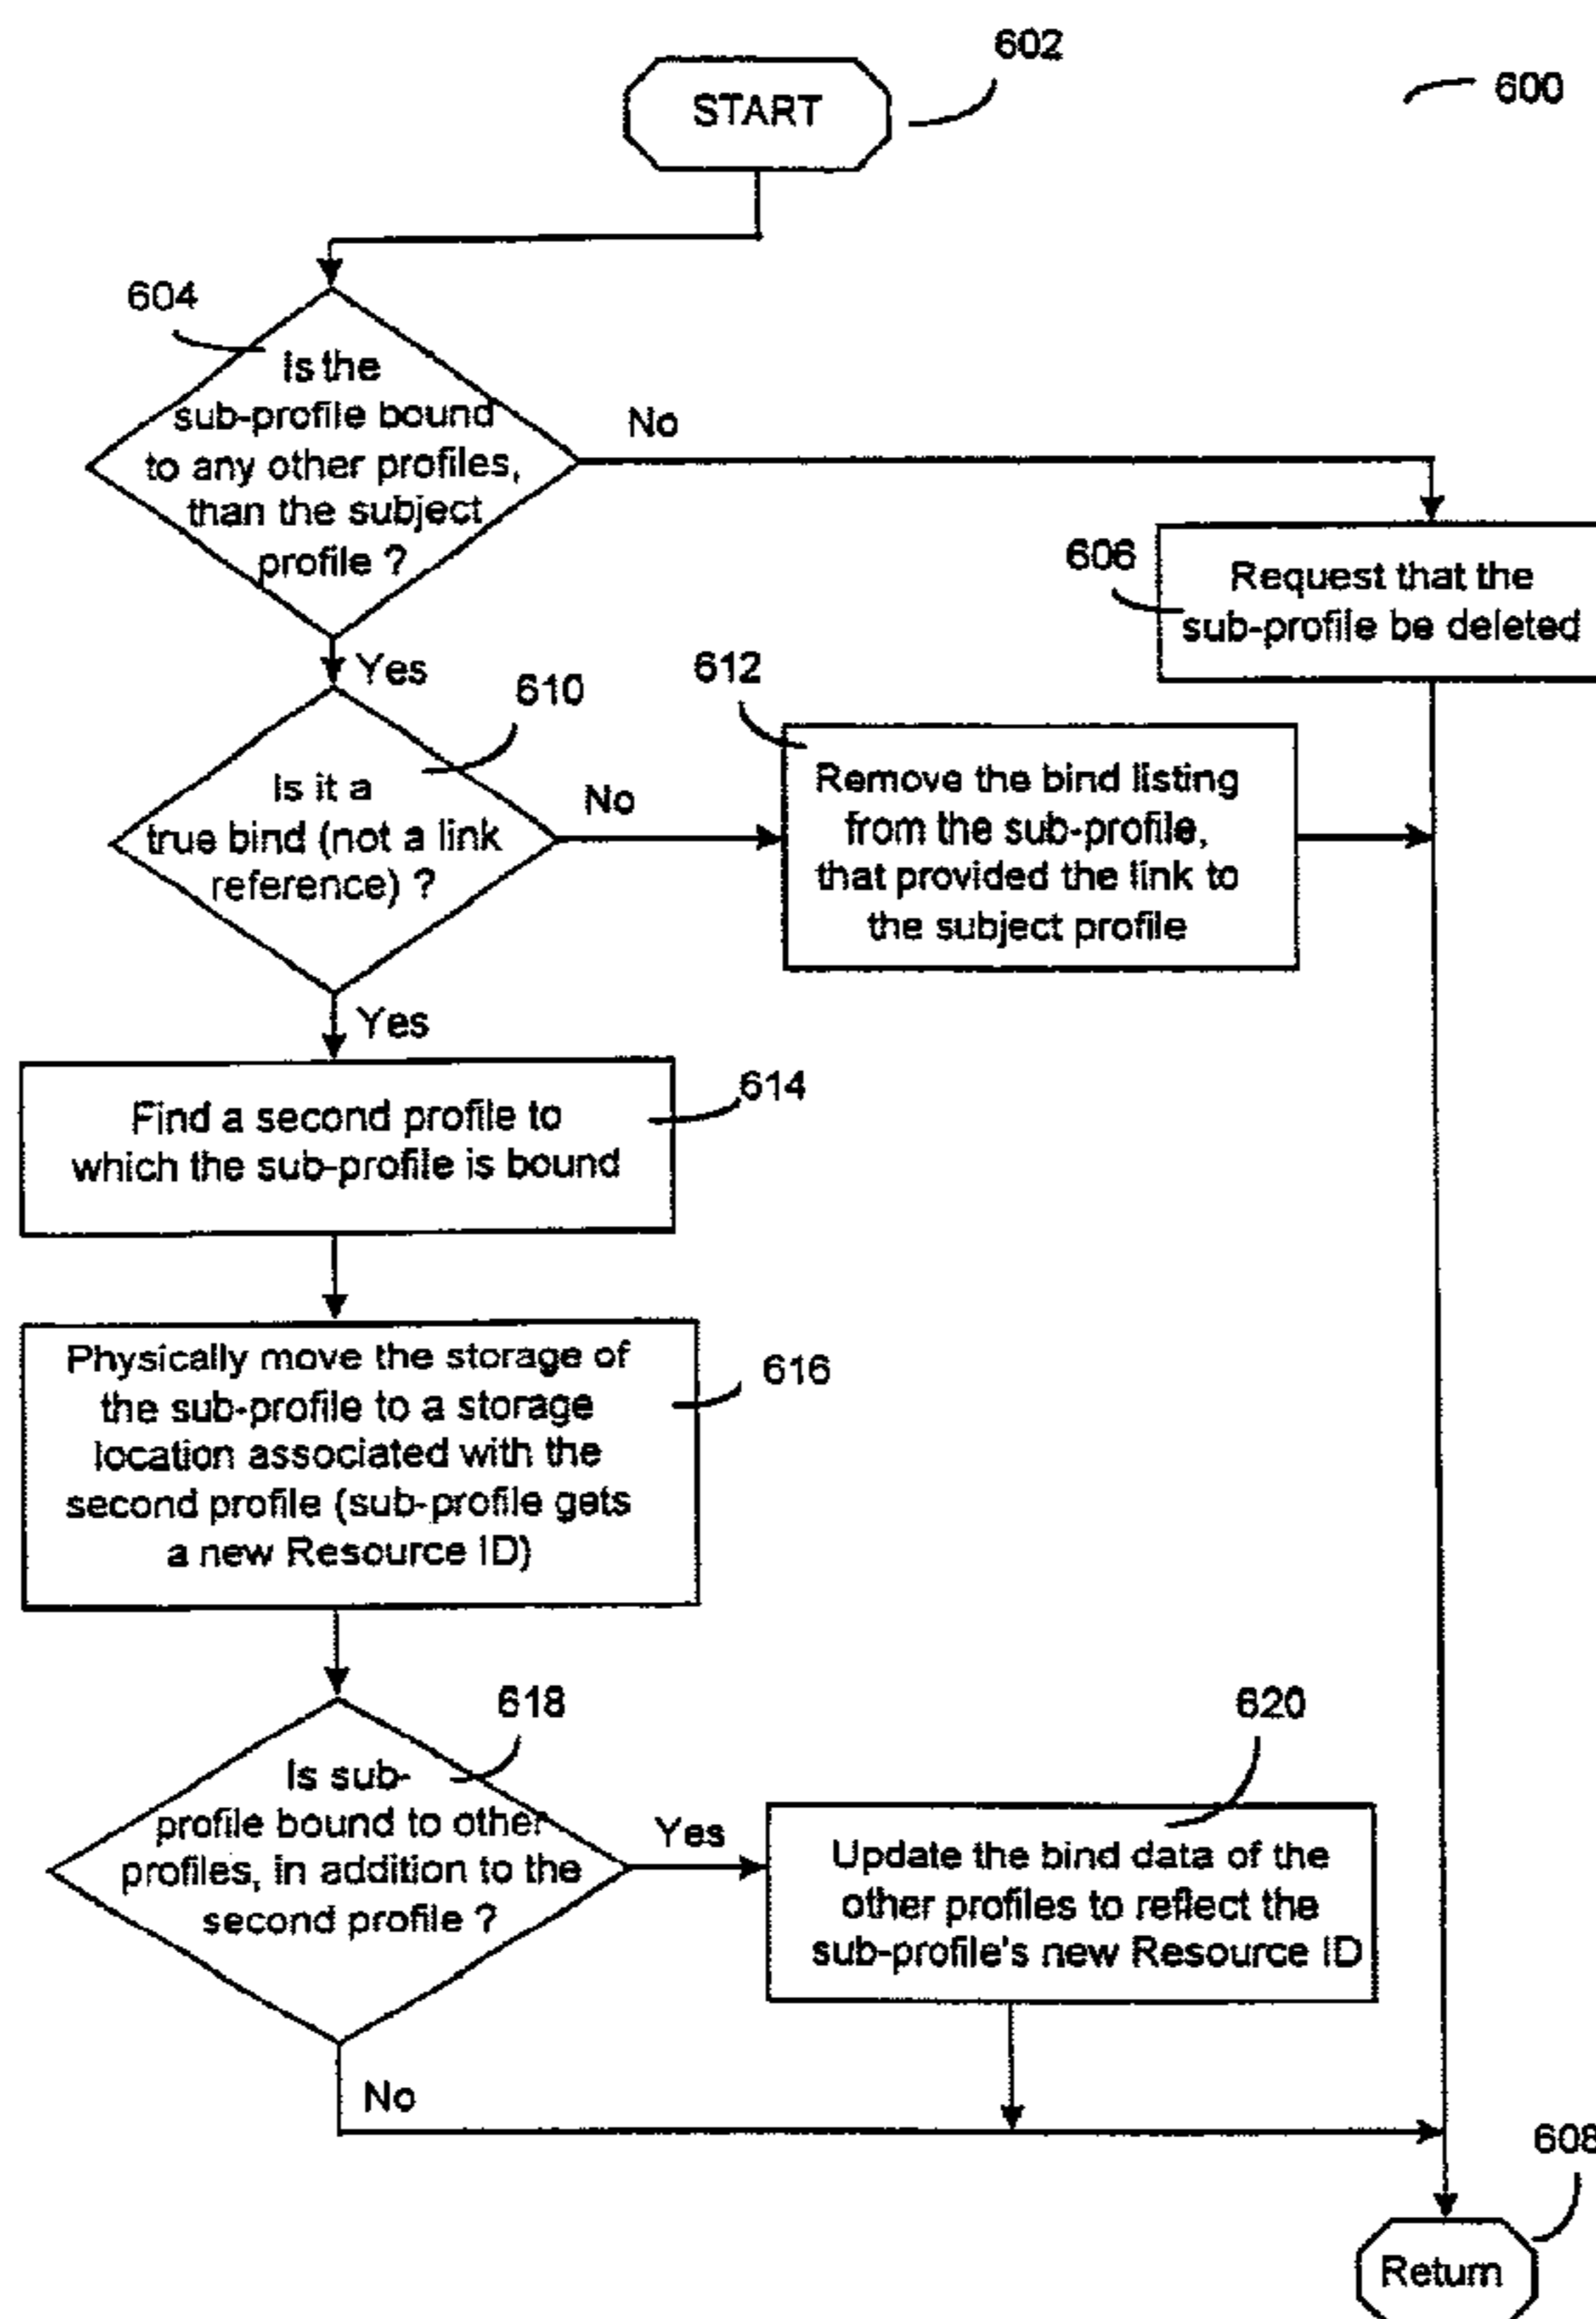 602
START
600
604
Is the
sub-profile bound
to any other profiles,
than the subject
profile ?
No
606
Request that the
sub-profile be deleted
Yes
610
Is it a
true bind (not a link
reference) ?
No
612
Remove the bind listing
from the sub-profile,
that provided the link to
the subject profile
Yes
614
Find a second profile to
which the sub-profile is bound
616
Physically move the storage of
the sub-profile to a storage
location associated with the
second profile (sub-profile gets
a new Resource ID)
618
Is sub-
profile bound to other
profiles, in addition to the
second profile ?
Yes
620
Update the bind data of the
other profiles to reflect the
sub-profile's new Resource ID
No
608
Return